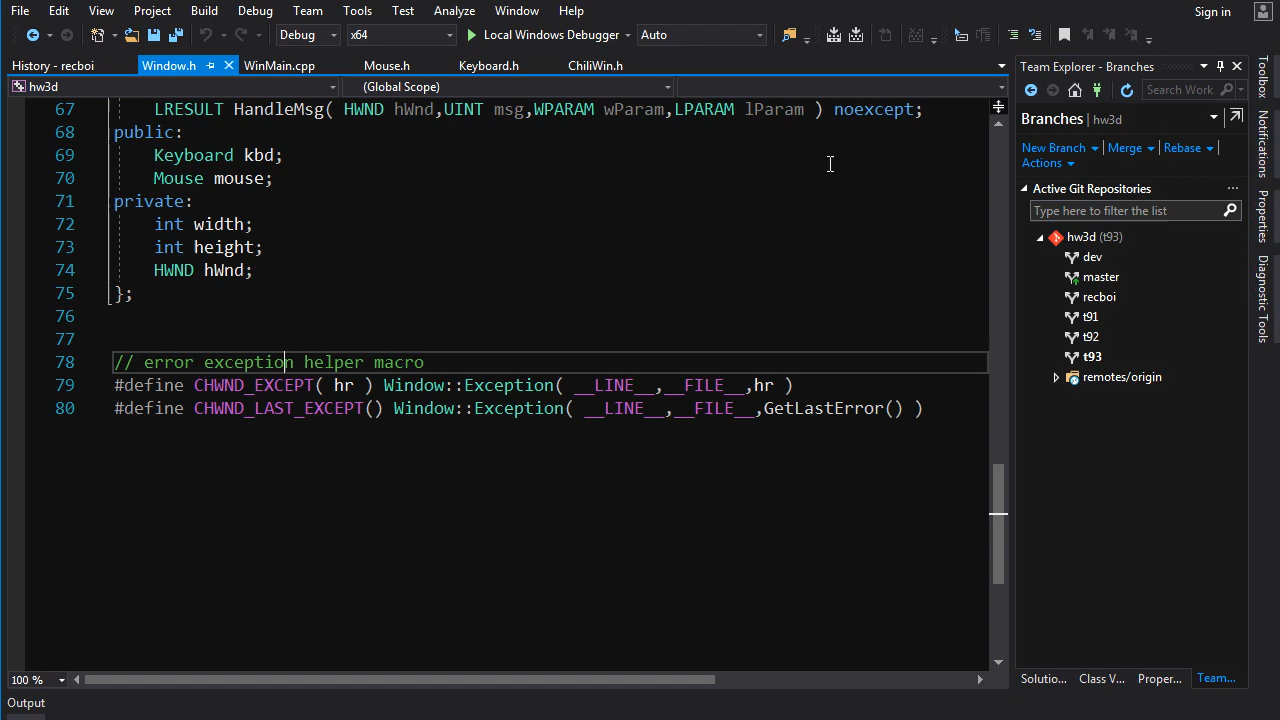 File Edit View Project Build Debug Team Tools Test Analyze Window Help Sign in
Debug x64 Local Windows Debugger Auto
History - recboi Window.h WinMain.cpp Mouse.h Keyboard.h ChiliWin.h
hw3d (Global Scope)
67 LRESULT HandleMsg( HWND hWnd,UINT msg,WPARAM wParam,LPARAM lParam ) noexcept;
68 public:
69 Keyboard kbd;
70 Mouse mouse;
71 private:
72 int width;
73 int height;
74 HWND hWnd;
75 };
76
77
78 // error exception helper macro
79 #define CHWND_EXCEPT( hr ) Window::Exception( __LINE__,__FILE__,hr )
80 #define CHWND_LAST_EXCEPT() Window::Exception( __LINE__,__FILE__,GetLastError() )
100 %
Output
Team Explorer - Branches
Search Work
Branches | hw3d
New Branch Merge Rebase
Actions
Active Git Repositories ...
Type here to filter the list
hw3d (t93)
dev
master
recboi
t91
t92
t93
remotes/origin
Solutio... Class V... Proper... Team...
Toolbox
Notifications
Properties
Diagnostic Tools